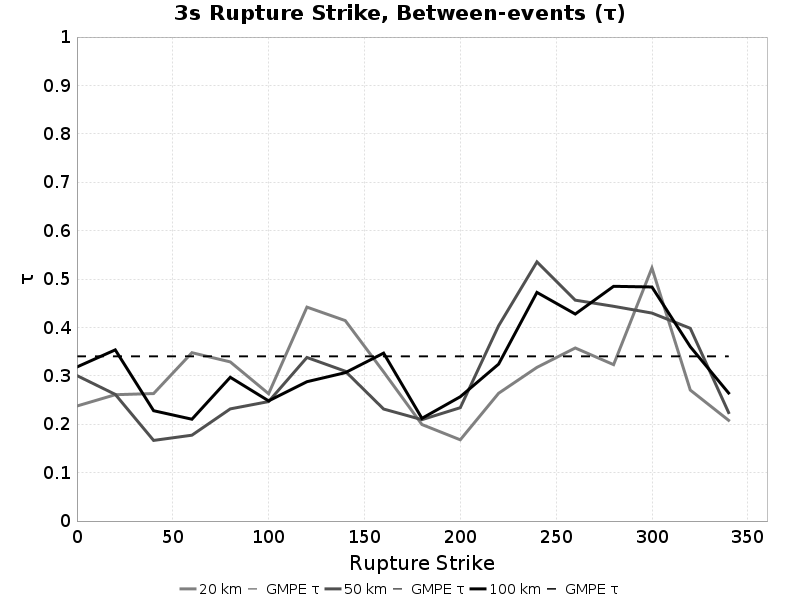 3s Rupture Strike, Between-events (τ)
1
0.9
0.8
0.7
0.6
0.5
0.4
0.3
0.2
0.1
0
τ
0 50 100 150 200 250 300 350
Rupture Strike
20 km GMPE τ 50 km GMPE τ 100 km GMPE τ